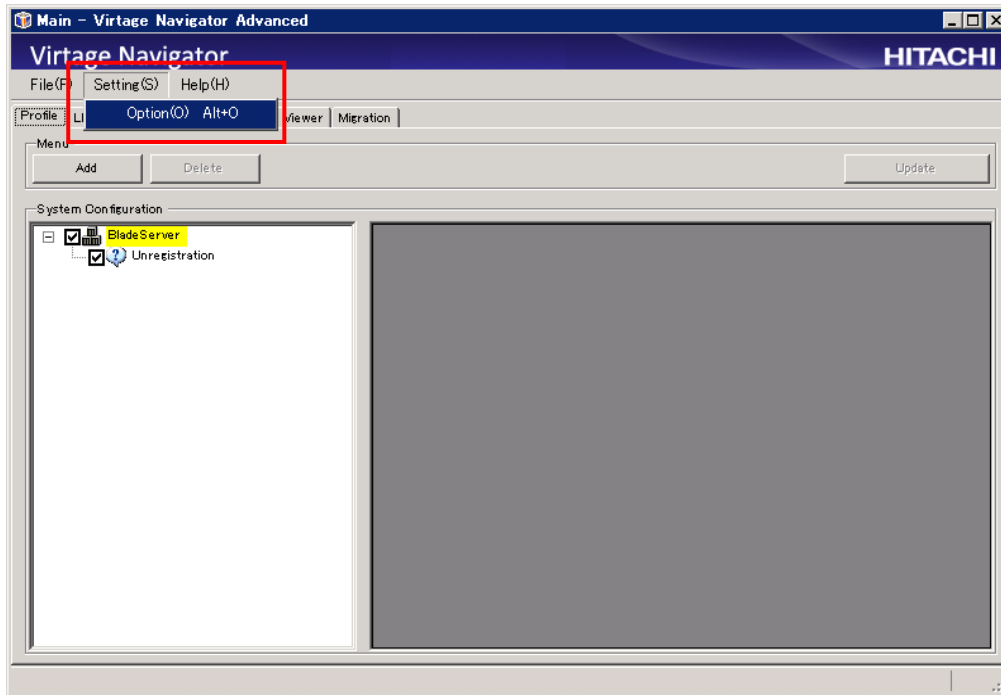 Main - Virtage Navigator Advanced
Virtage Navigator HITACHI
File(F) Setting(S) Help(H)
Option(O) Alt+O
Profile Viewer Migration
Menu
Add Delete Update
System Configuration
BladeServer
Unregistration